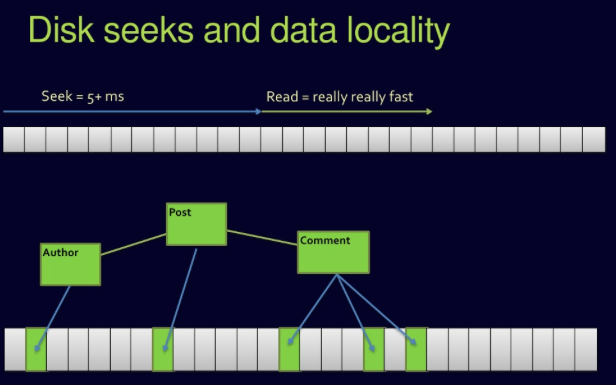 Disk seeks and data locality
Seek = 5+ ms
Read = really really fast
Post
Comment
Author